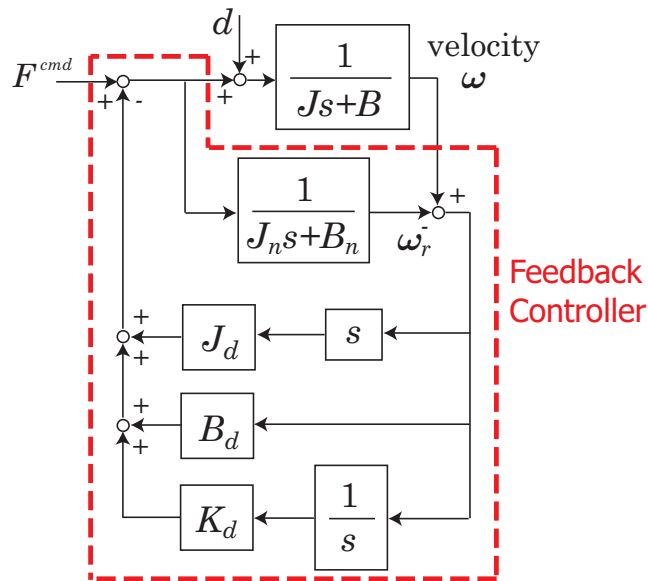 d
F^{cmd}
+
+ -
+
+
1
Js+B
velocity
ω
1
J_n s+B_n
+
-
ω_r
Feedback
Controller
+
+
J_d
s
+
+
B_d
K_d
1
s